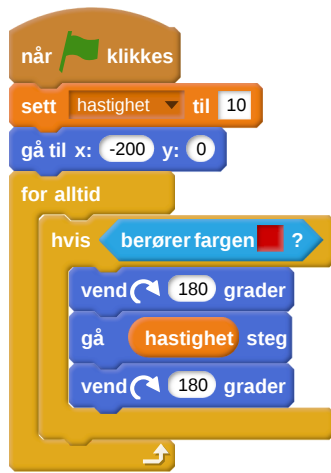 når klikkes
sett hastighet til 10
gå til x: -200 y: 0
for alltid
hvis berører fargen ?
vend 180 grader
gå hastighet steg
vend 180 grader